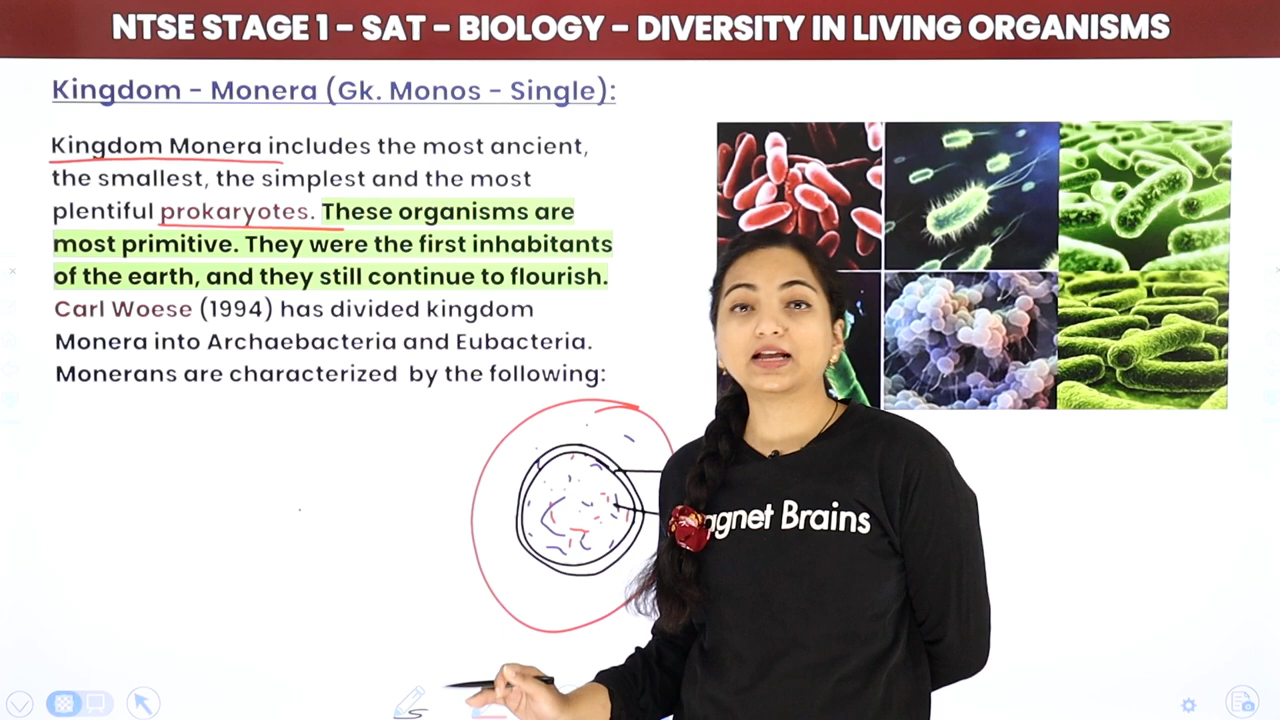 NTSE STAGE 1 - SAT - BIOLOGY - DIVERSITY IN LIVING ORGANISMS
Kingdom - Monera (Gk. Monos - Single):
Kingdom Monera includes the most ancient,
the smallest, the simplest and the most
plentiful prokaryotes. These organisms are
most primitive. They were the first inhabitants
of the earth, and they still continue to flourish.
Carl Woese (1994) has divided kingdom
Monera into Archaebacteria and Eubacteria.
Monerans are characterized by the following:
agnet Brains